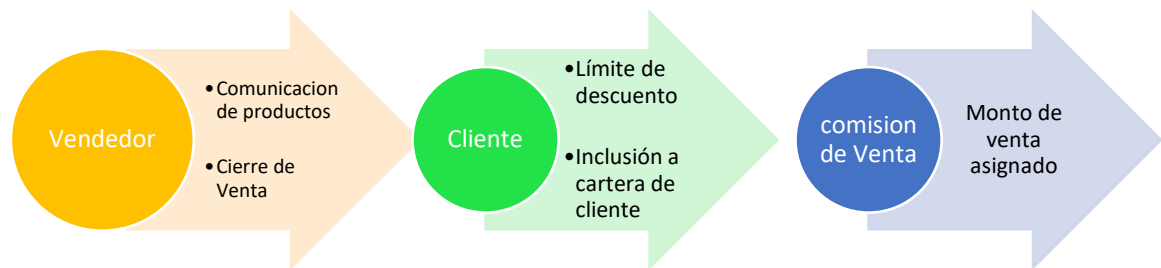 Vendedor
•Comunicacion
de productos
•Cierre de
Venta
Cliente
•Límite de
descuento
•Inclusión a
cartera de
cliente
comision
de Venta
Monto de
venta
asignado